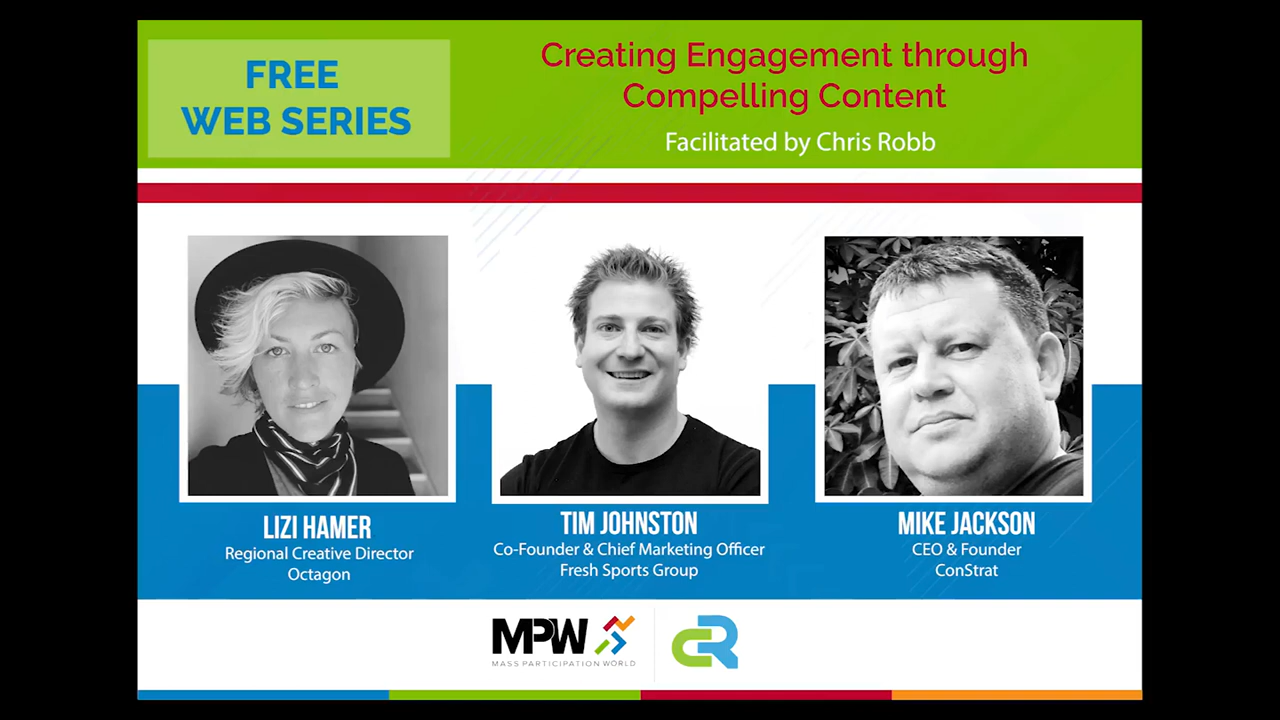 FREE
WEB SERIES
Creating Engagement through
Compelling Content
Facilitated by Chris Robb
LIZI HAMER
Regional Creative Director
Octagon
TIM JOHNSTON
Co-Founder & Chief Marketing Officer
Fresh Sports Group
MIKE JACKSON
CEO & Founder
ConStrat
MPW
MASS PARTICIPATION WORLD
CR